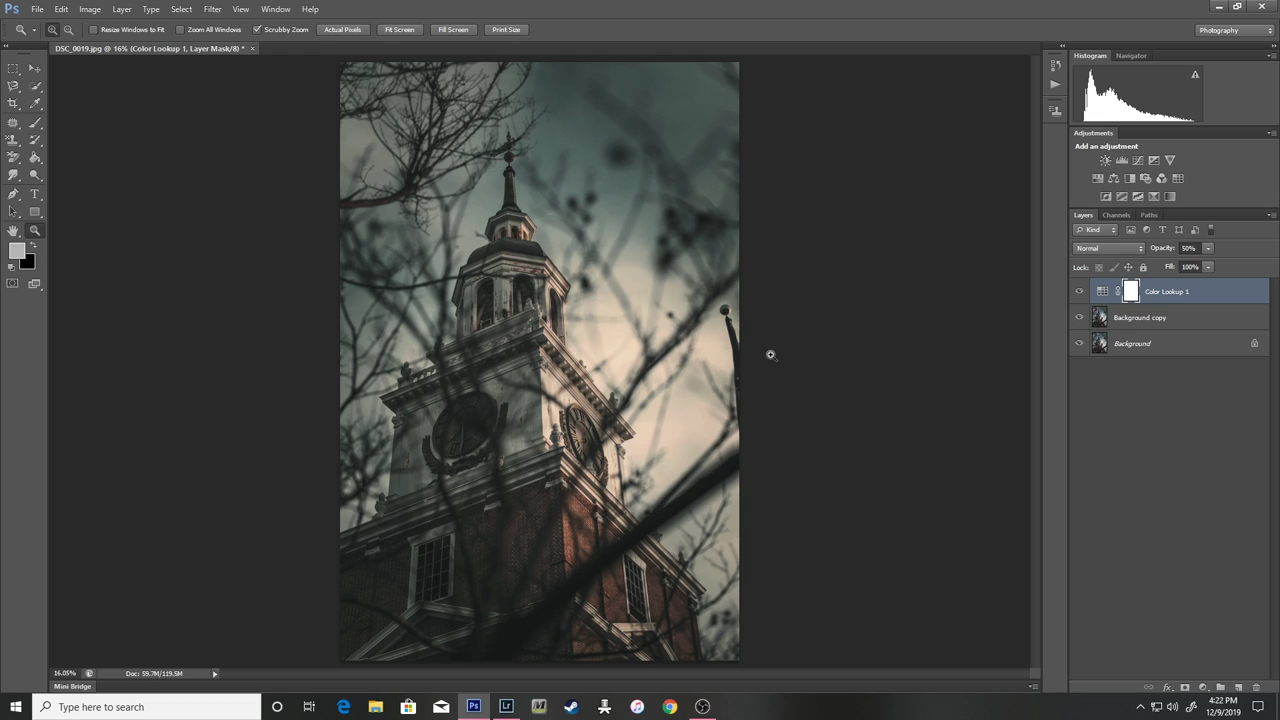 Ps File Edit Image Layer Type Select Filter View Window Help
Resize Windows to Fit Zoom All Windows Scrubby Zoom Actual Pixels Fit Screen Fill Screen Print Size Photography
DSC_0019.jpg @ 16% (Color Lookup 1, Layer Mask/8) * ×
Histogram Navigator
Adjustments
Add an adjustment
Layers Channels Paths
Kind
Normal Opacity: 50%
Lock: Fill: 100%
Color Lookup 1
Background copy
Background
16.05% Doc: 59.7M/119.5M
Mini Bridge
fx
Type here to search
Ps Lr
4:22 PM
12/9/2019